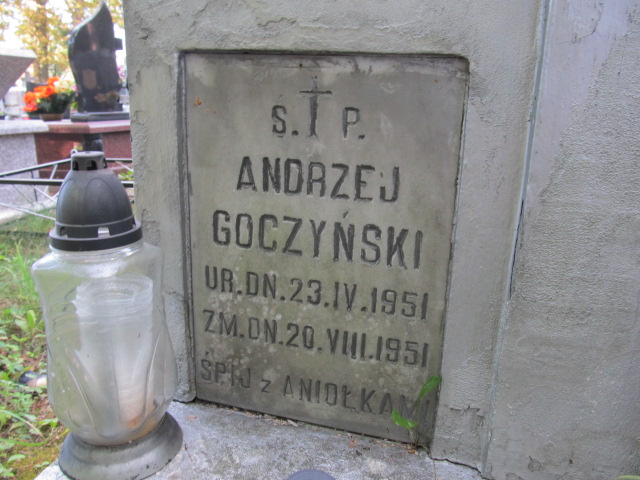 Ś. P.
ANDRZEJ
GOCZYŃSKI
UR. DN. 23. IV. 1951
ZM. DN. 20. VIII. 1951
ŚPIJ z ANIOŁKAMI